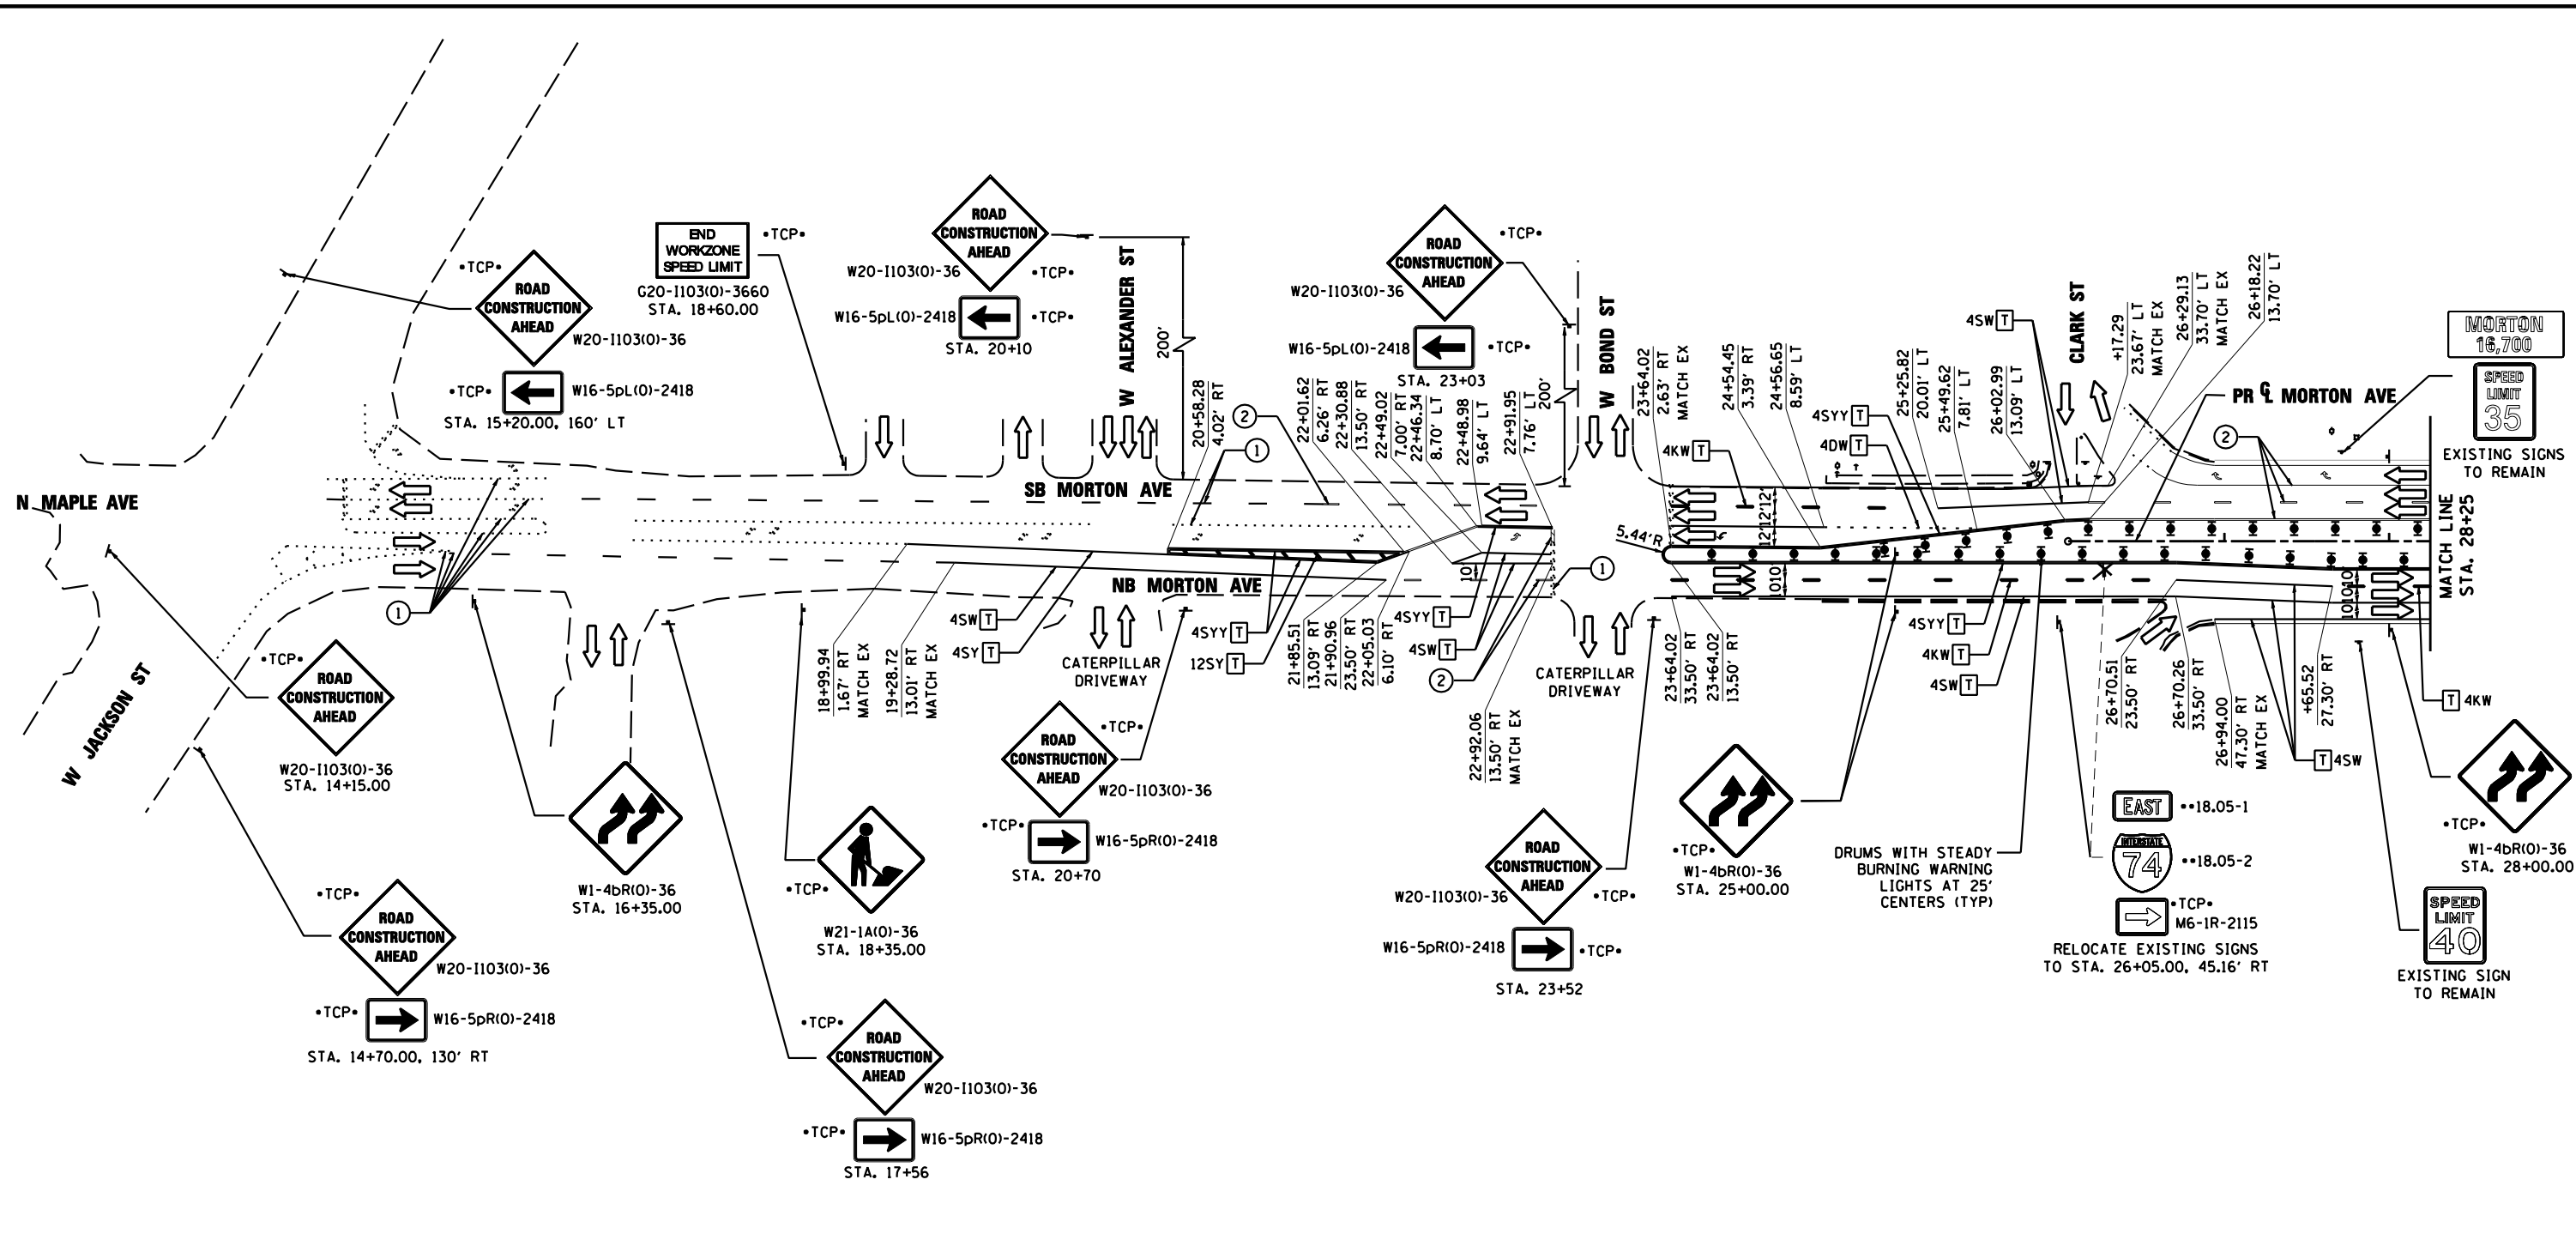 ROAD
CONSTRUCTION
AHEAD
•TCP•
W20-I103(O)-36
•TCP•
W16-5pL(O)-2418
STA. 15+20.00, 160' LT
END
WORKZONE
SPEED LIMIT
•TCP•
G20-I103(O)-3660
STA. 18+60.00
ROAD
CONSTRUCTION
AHEAD
W20-I103(O)-36
•TCP•
W16-5pL(O)-2418
•TCP•
STA. 20+10
W ALEXANDER ST
200'
ROAD
CONSTRUCTION
AHEAD
•TCP•
W20-I103(O)-36
W16-5pL(O)-2418
•TCP•
STA. 23+03
200'
W BOND ST
CLARK ST
N MAPLE AVE
W JACKSON ST
SB MORTON AVE
NB MORTON AVE
PR ℄ MORTON AVE
MORTON
16,700
SPEED
LIMIT
35
EXISTING SIGNS
TO REMAIN
MATCH LINE
STA. 28+25
20+58.28
4.02' RT
2
1
22+01.62
6.26' RT
22+30.88
13.50' RT
22+49.02
7.00' RT
22+46.34
8.70' LT
22+48.98
9.64' LT
22+91.95
7.76' LT
23+64.02
2.63' RT
MATCH EX
4KW T
24+54.45
3.39' RT
24+56.65
8.59' LT
4SYY T
4DW T
25+25.82
20.01' LT
25+49.62
7.81' LT
26+02.99
13.09' LT
4SW T
+17.29
23.67' LT
MATCH EX
26+29.13
33.70' LT
MATCH EX
26+18.22
13.70' LT
2
5.44'R
12'12'12'
10'
10'10'
10'10'10'
1
1
18+99.94
1.67' RT
MATCH EX
19+28.72
13.01' RT
MATCH EX
4SW T
4SY T
CATERPILLAR
DRIVEWAY
4SYY T
12SY T
21+85.51
13.09' RT
21+90.96
23.50' RT
22+05.03
6.10' RT
4SYY T
4SW T
2
22+92.06
13.50' RT
MATCH EX
CATERPILLAR
DRIVEWAY
23+64.02
33.50' RT
23+64.02
13.50' RT
4SYY T
4KW T
4SW T
26+70.51
23.50' RT
26+70.26
33.50' RT
26+94.00
47.30' RT
MATCH EX
+65.52
27.30' RT
T 4SW
T 4KW
•TCP•
ROAD
CONSTRUCTION
AHEAD
W20-I103(O)-36
STA. 14+15.00
•TCP•
ROAD
CONSTRUCTION
AHEAD
W20-I103(O)-36
•TCP•
W16-5pR(O)-2418
STA. 14+70.00, 130' RT
W1-4bR(O)-36
STA. 16+35.00
•TCP•
W21-1A(O)-36
STA. 18+35.00
•TCP•
ROAD
CONSTRUCTION
AHEAD
W20-I103(O)-36
•TCP•
W16-5pR(O)-2418
STA. 17+56
ROAD
CONSTRUCTION
AHEAD
•TCP•
W20-I103(O)-36
•TCP•
W16-5pR(O)-2418
STA. 20+70
ROAD
CONSTRUCTION
AHEAD
W20-I103(O)-36
•TCP•
W16-5pR(O)-2418
•TCP•
STA. 23+52
•TCP•
W1-4bR(O)-36
STA. 25+00.00
DRUMS WITH STEADY
BURNING WARNING
LIGHTS AT 25'
CENTERS (TYP)
EAST
••18.05-1
INTERSTATE
74
••18.05-2
•TCP•
M6-1R-2115
RELOCATE EXISTING SIGNS
TO STA. 26+05.00, 45.16' RT
SPEED
LIMIT
40
EXISTING SIGN
TO REMAIN
•TCP•
W1-4bR(O)-36
STA. 28+00.00